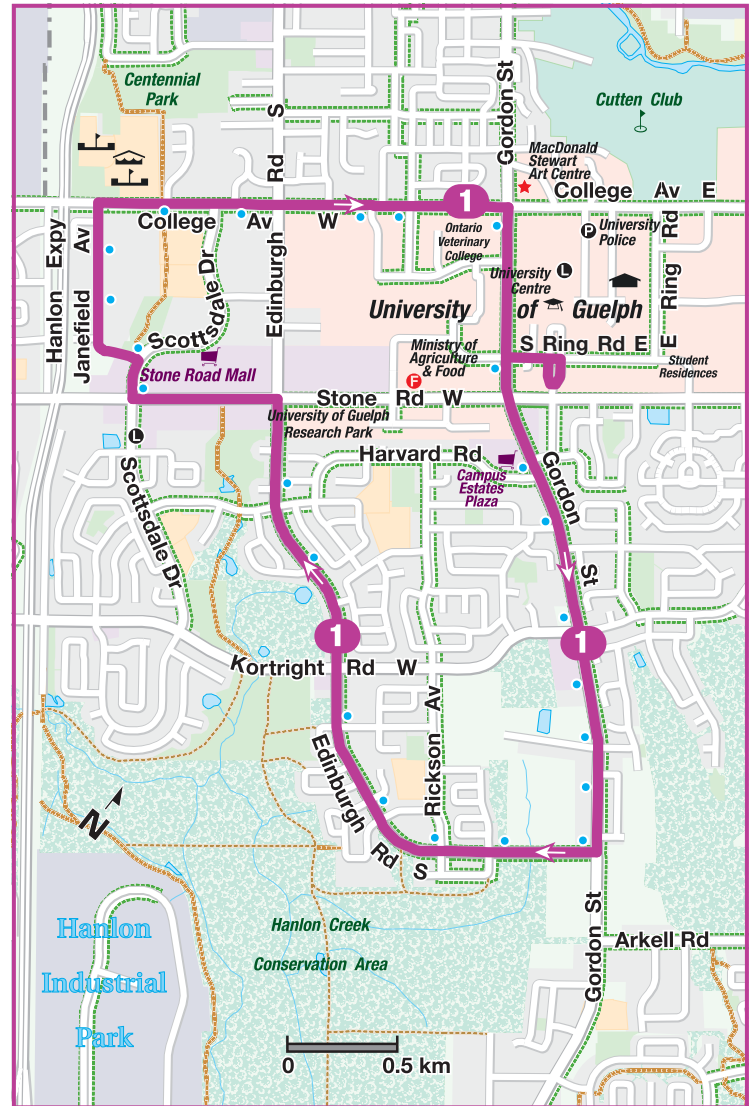 Centennial
Park
Rd S
Gordon St
Cutten Club
MacDonald
Stewart
Art Centre
College Av E
1
College Av W
Ontario
Veterinary
College
P University
Police
Hanlon Expy
Janefield Av
Scottsdale Dr
Edinburgh
University
Centre
L
University of Guelph
Ring Rd E
S Ring Rd E
Ministry of
Agriculture
& Food
F
Student
Residences
Stone Road Mall
Stone Rd W
University of Guelph
Research Park
L
Harvard Rd
Campus
Estates
Plaza
Gordon St
Scottsdale Dr
1
1
Kortright Rd W
Rickson Av
Edinburgh Rd S
N
Hanlon
Industrial
Park
Hanlon Creek
Conservation Area
Gordon St
Arkell Rd
0 0.5 km